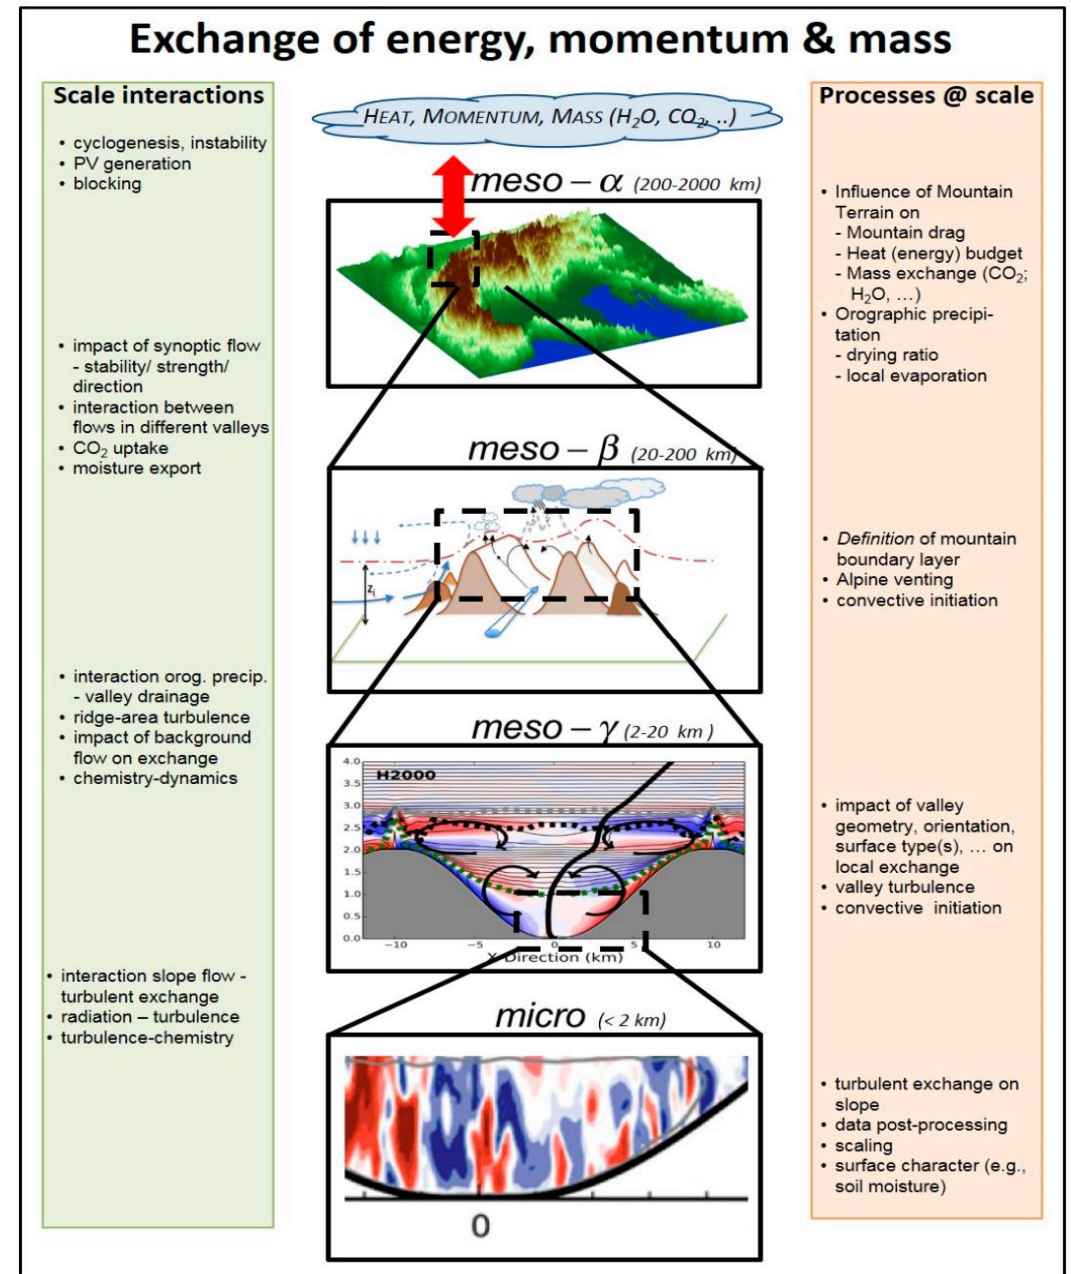 Exchange of energy, momentum & mass
Scale interactions
• cyclogenesis, instability
• PV generation
• blocking
• impact of synoptic flow
- stability/ strength/
direction
• interaction between
flows in different valleys
• CO₂ uptake
• moisture export
• interaction orog. precip.
- valley drainage
• ridge-area turbulence
• impact of background
flow on exchange
• chemistry-dynamics
• interaction slope flow -
turbulent exchange
• radiation – turbulence
• turbulence-chemistry
HEAT, MOMENTUM, MASS (H₂O, CO₂, ..)
meso – α (200-2000 km)
meso – β (20-200 km)
zᵢ
meso – γ (2-20 km )
H2000
4.0
3.5
3.0
2.5
2.0
1.5
1.0
0.5
0.0
−10 −5 0 5 10
X Direction (km)
micro (< 2 km)
0
Processes @ scale
• Influence of Mountain
Terrain on
- Mountain drag
- Heat (energy) budget
- Mass exchange (CO₂;
H₂O, …)
• Orographic precipi-
tation
- drying ratio
- local evaporation
• Definition of mountain
boundary layer
• Alpine venting
• convective initiation
• impact of valley
geometry, orientation,
surface type(s), … on
local exchange
• valley turbulence
• convective initiation
• turbulent exchange on
slope
• data post-processing
• scaling
• surface character (e.g.,
soil moisture)